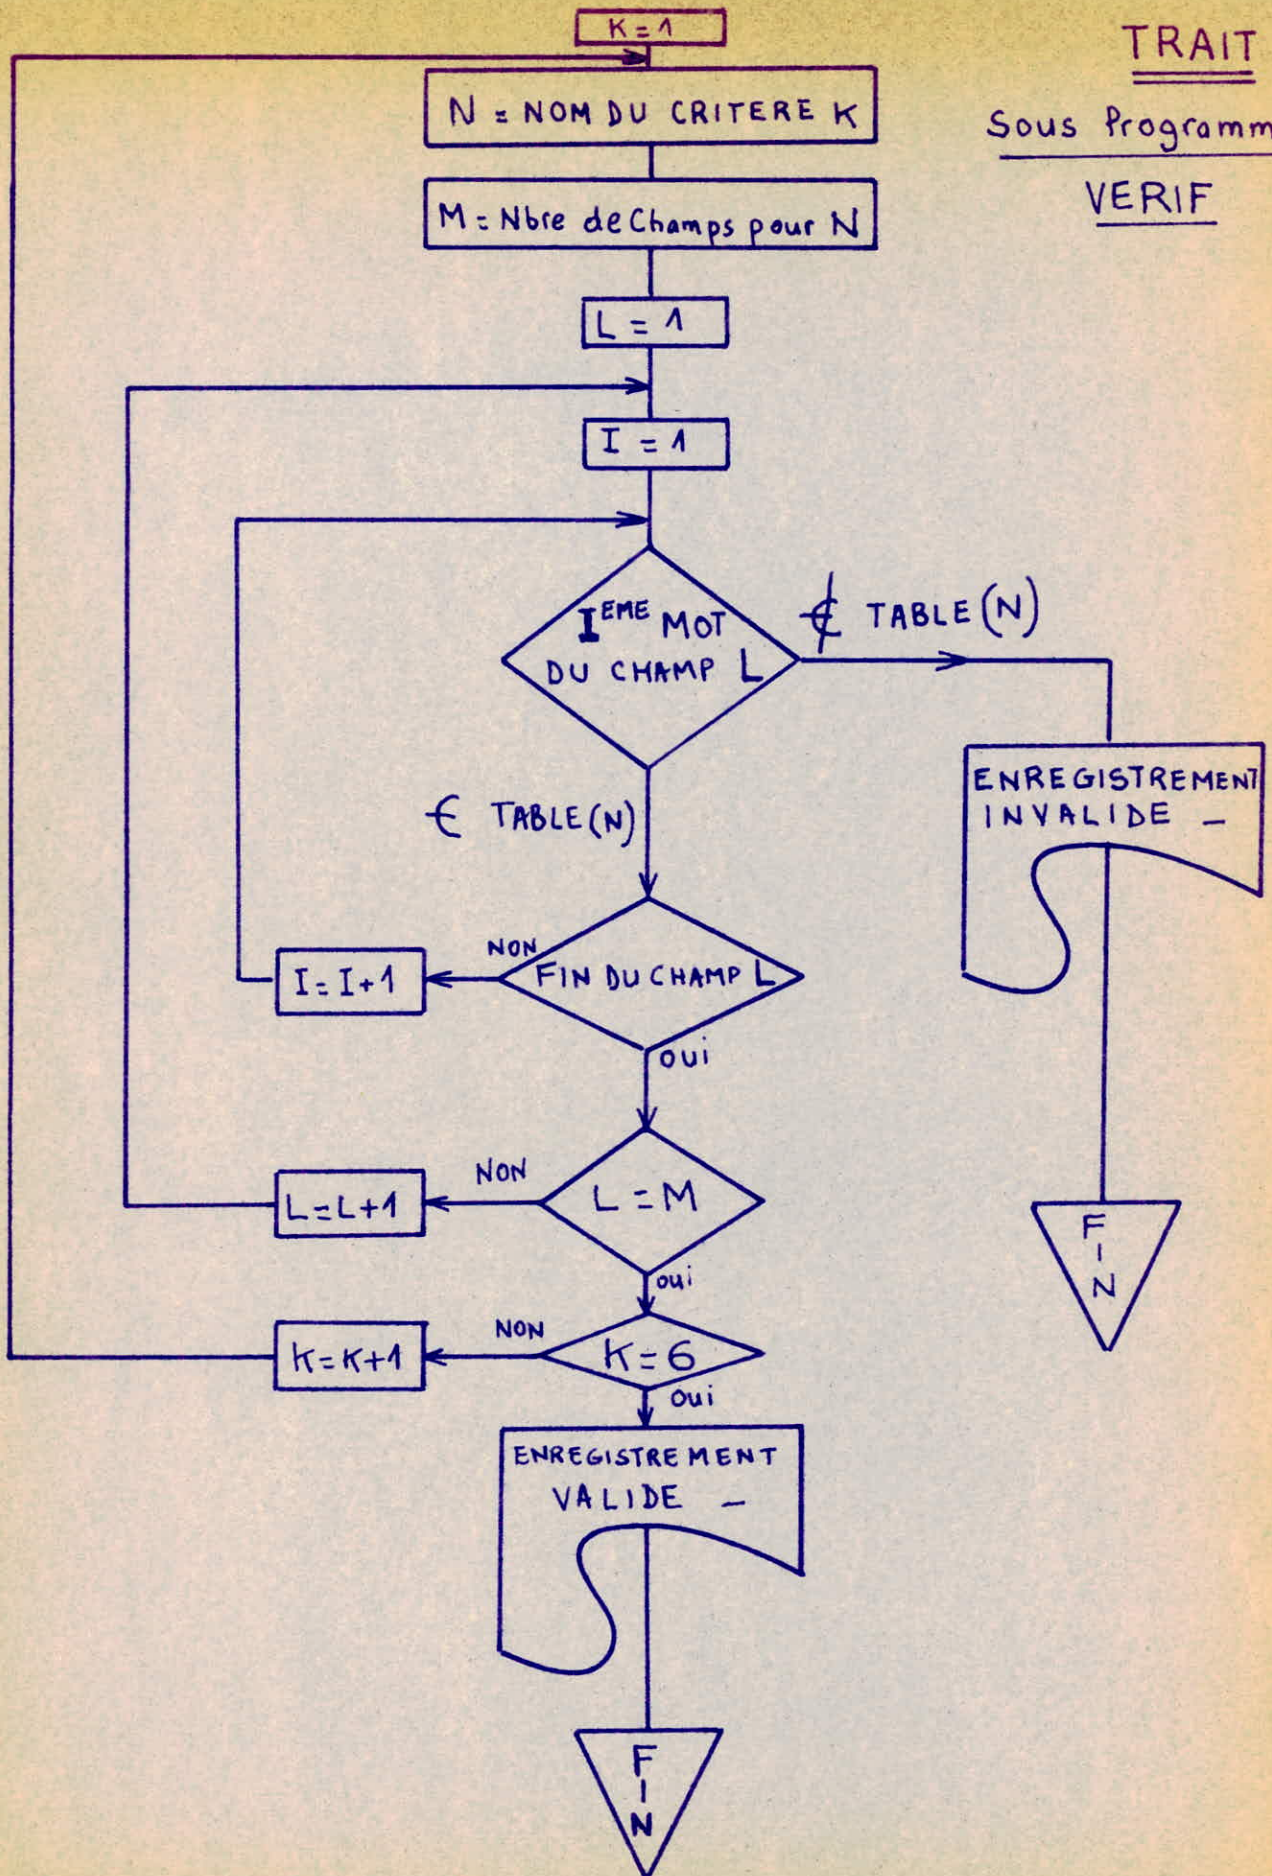 K = 1
TRAIT
N = NOM DU CRITERE K
Sous Programm
M = Nbre de Champs pour N
VERIF
L = 1
I = 1
I EME MOT
DU CHAMP L
∉ TABLE (N)
ENREGISTREMENT
INVALIDE -
∈ TABLE (N)
NON
FIN DU CHAMP L
I = I+1
oui
NON
L = M
L = L+1
F
I
N
oui
NON
K = 6
K = K+1
oui
ENREGISTREMENT
VALIDE -
F
I
N